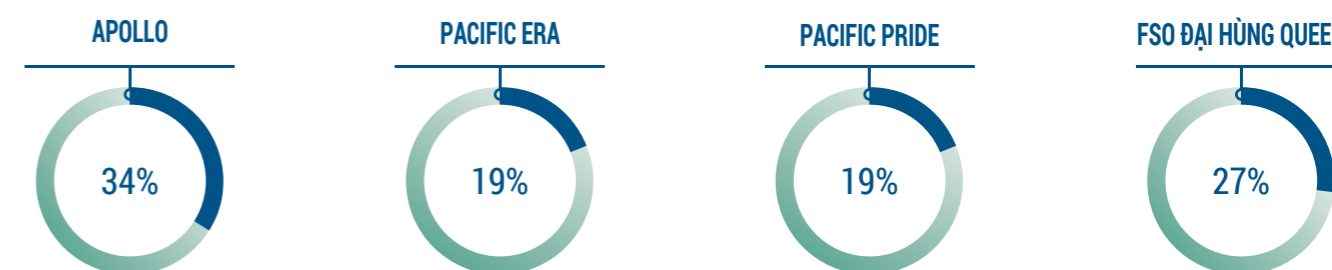 APOLLO
34%
PACIFIC ERA
19%
PACIFIC PRIDE
19%
FSO ĐẠI HÙNG QUEE
27%